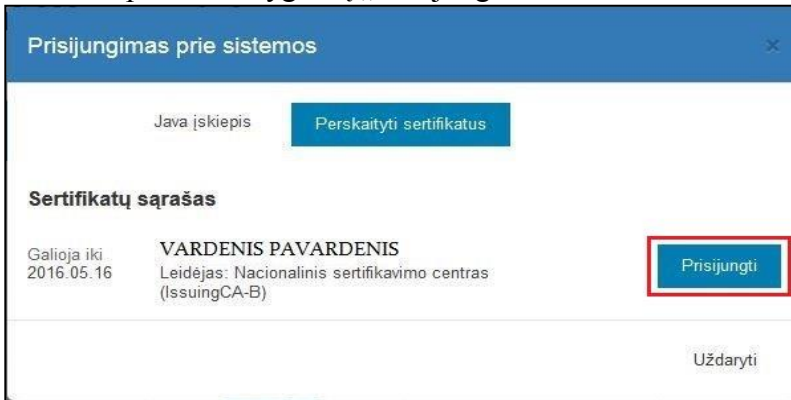 Prisijungimas prie sistemos ×
Java įskiepis Perskaityti sertifikatus
Sertifikatų sąrašas
Galioja iki VARDENIS PAVARDENIS
2016.05.16 Leidėjas: Nacionalinis sertifikavimo centras Prisijungti
(IssuingCA-B)
Uždaryti